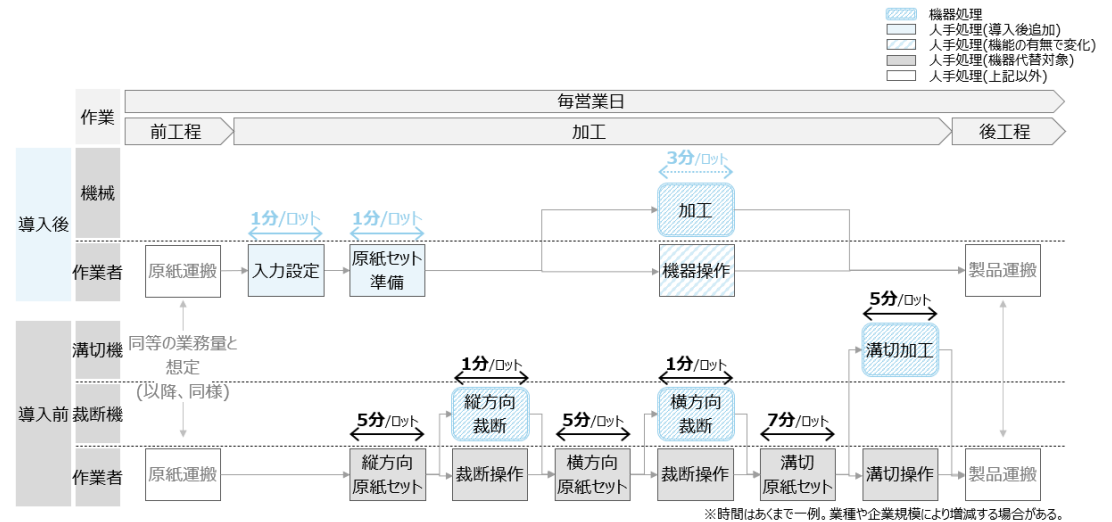 機器処理
人手処理(導入後追加)
人手処理(機能の有無で変化)
人手処理(機器代替対象)
人手処理(上記以外)
作業
毎営業日
前工程
加工
後工程
導入後
機械
1分/ロット
1分/ロット
3分/ロット
加工
作業者
原紙運搬
入力設定
原紙セット
準備
機器操作
製品運搬
導入前
溝切機
同等の業務量と
想定
(以降、同様)
5分/ロット
溝切加工
裁断機
1分/ロット
縦方向
裁断
1分/ロット
横方向
裁断
5分/ロット
5分/ロット
7分/ロット
作業者
原紙運搬
縦方向
原紙セット
裁断操作
横方向
原紙セット
裁断操作
溝切
原紙セット
溝切操作
製品運搬
※時間はあくまで一例。業種や企業規模により増減する場合がある。